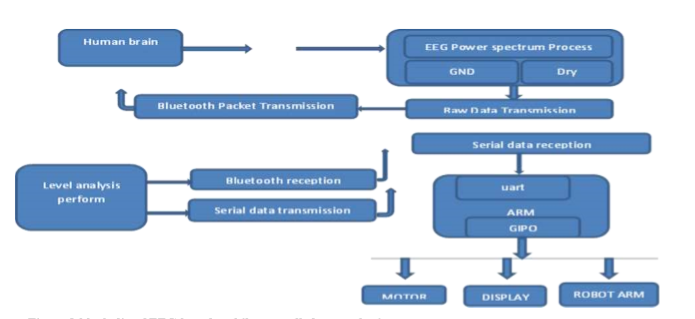 Human brain
EEG Power spectrum Process
GND
Dry
Bluetooth Packet Transmission
Raw Data Transmission
Serial data reception
Level analysis
perform
Bluetooth reception
Serial data transmission
uart
ARM
GIPO
MOTOR
DISPLAY
ROBOT ARM